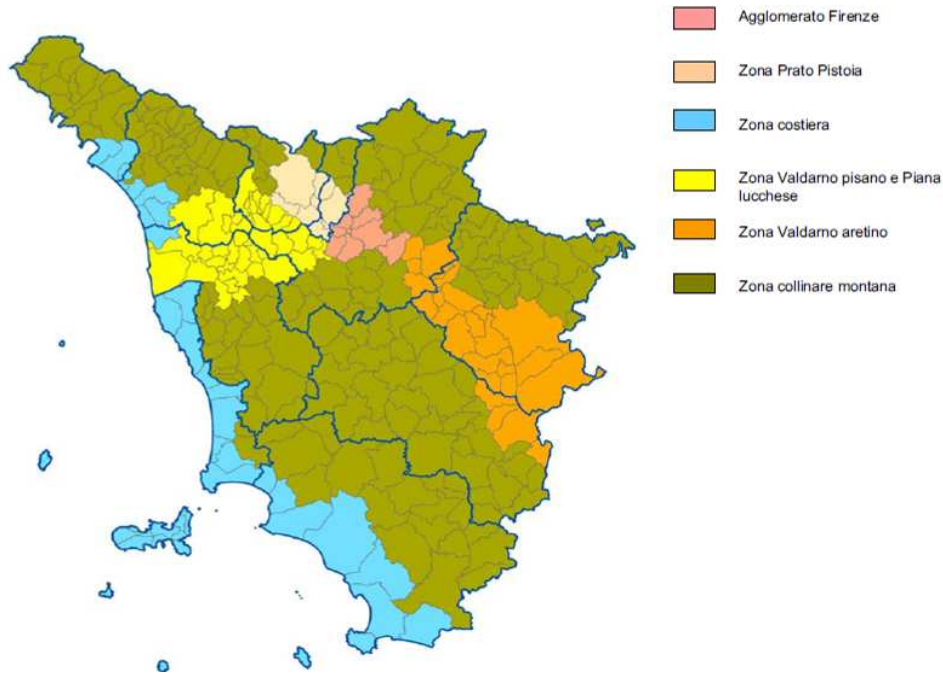 Agglomerato Firenze
Zona Prato Pistoia
Zona costiera
Zona Valdarno pisano e Piana
lucchese
Zona Valdarno aretino
Zona collinare montana